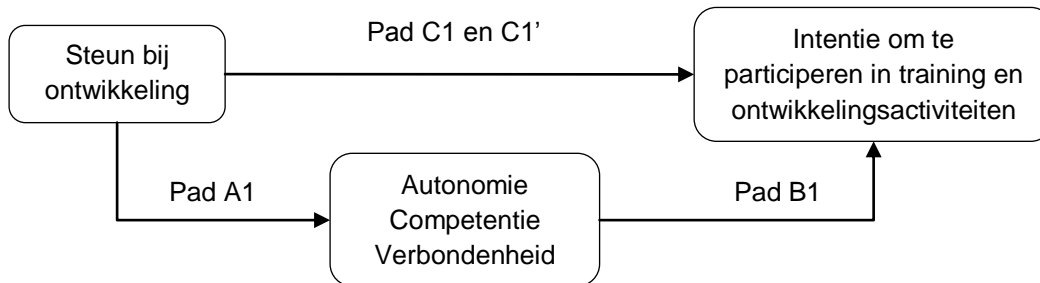 Pad C1 en C1’
Steun bij
ontwikkeling
Intentie om te
participeren in training en
ontwikkelingsactiviteiten
Pad A1
Autonomie
Competentie
Verbondenheid
Pad B1